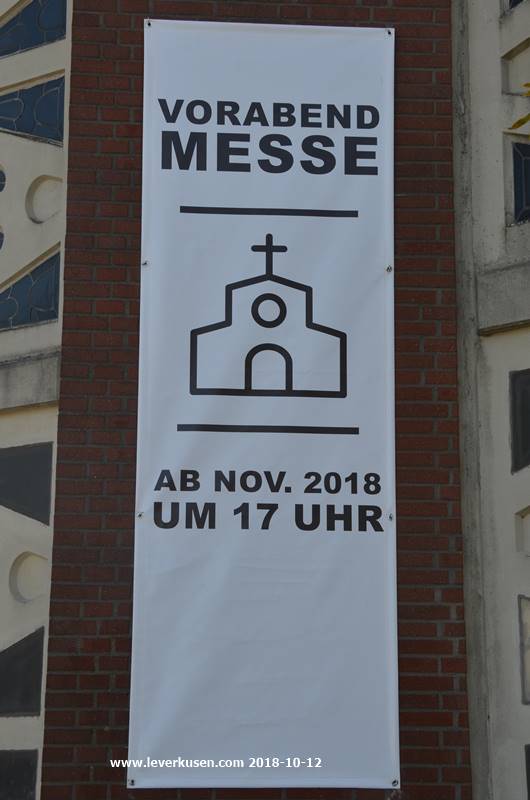 VORABEND
MESSE
AB NOV. 2018
UM 17 UHR
www.leverkusen.com 2018-10-12